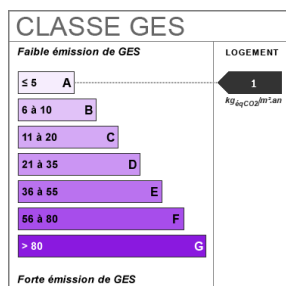 CLASSE GES
Faible émission de GES
LOGEMENT
≤ 5 A
1
kgéqCO2/m².an
6 à 10 B
11 à 20 C
21 à 35 D
36 à 55 E
56 à 80 F
> 80 G
Forte émission de GES